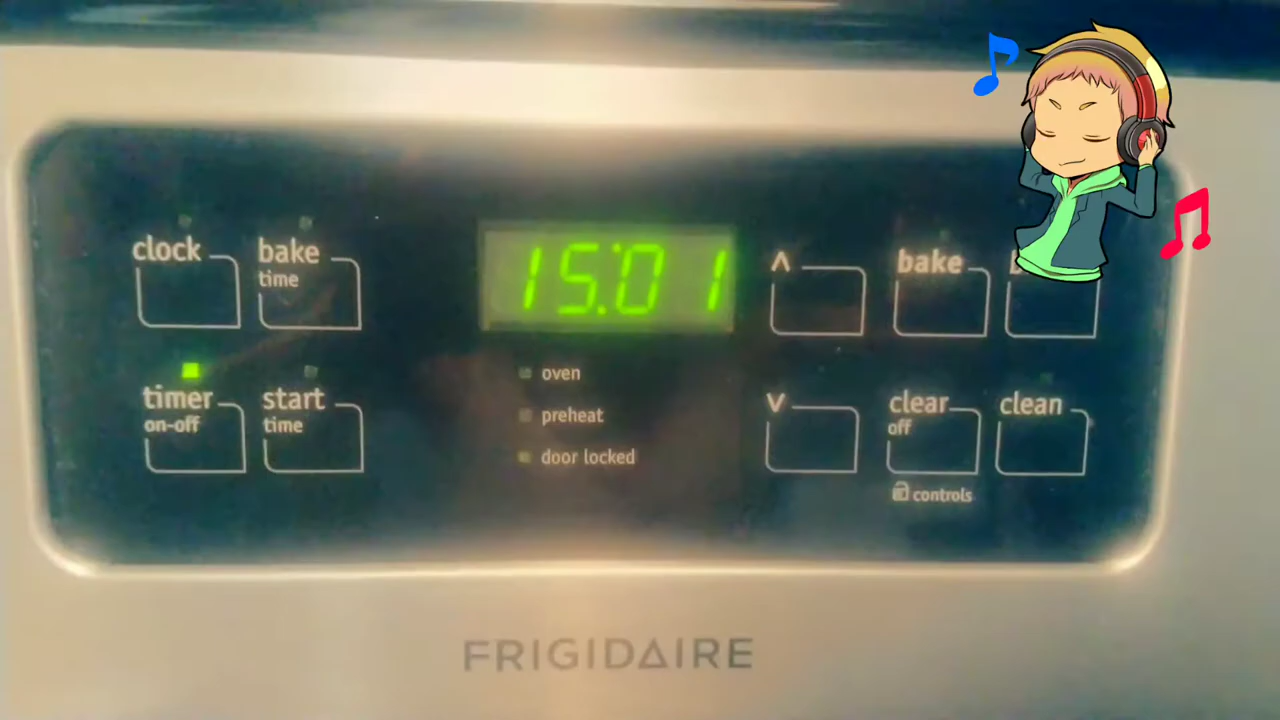 clock
bake
time
15:01
^
bake
timer
on-off
start
time
oven
preheat
door locked
v
clear
off
clean
controls
FRIGIDAIRE